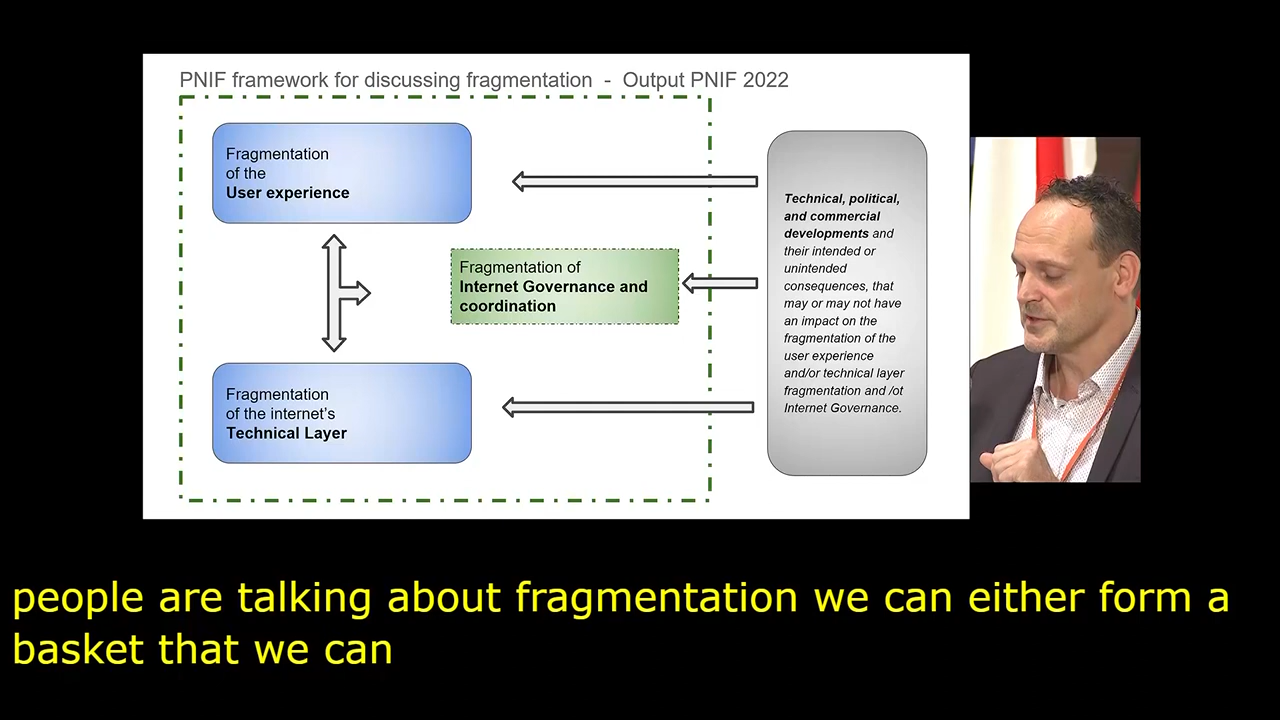 PNIF framework for discussing fragmentation - Output PNIF 2022
Fragmentation
of the
User experience
Fragmentation of
Internet Governance and
coordination
Fragmentation
of the internet's
Technical Layer
Technical, political,
and commercial
developments and
their intended or
unintended
consequences, that
may or may not have
an impact on the
fragmentation of the
user experience
and/or technical layer
fragmentation and /ot
Internet Governance.
people are talking about fragmentation we can either form a
basket that we can